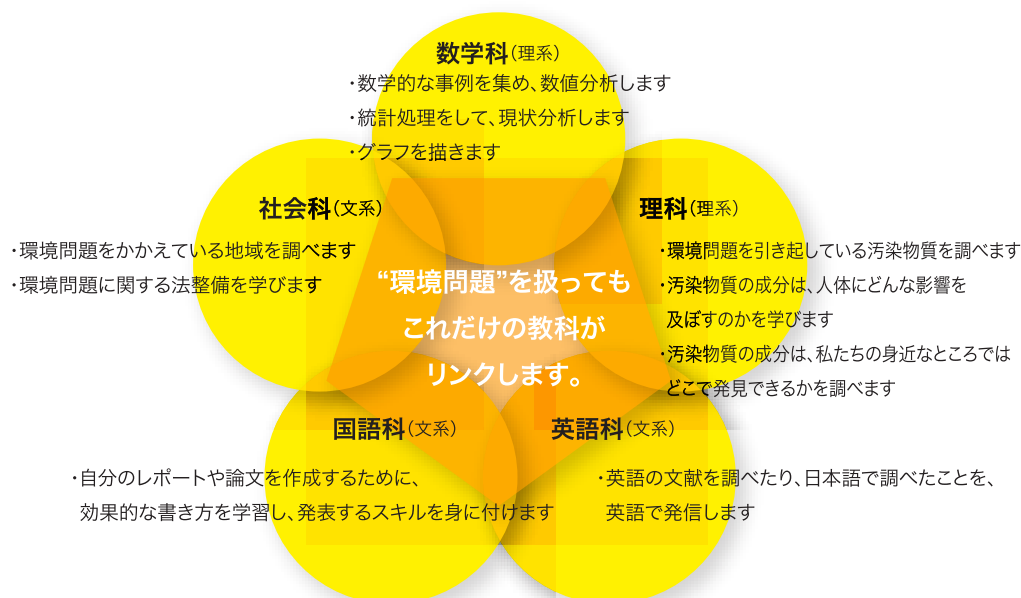 数学科(理系)
・数学的な事例を集め、数値分析します
・統計処理をして、現状分析します
・グラフを描きます
社会科(文系)
・環境問題をかかえている地域を調べます
・環境問題に関する法整備を学びます
理科(理系)
・環境問題を引き起している汚染物質を調べます
・汚染物質の成分は、人体にどんな影響を
及ぼすのかを学びます
・汚染物質の成分は、私たちの身近なところでは
どこで発見できるかを調べます
“環境問題”を扱っても
これだけの教科が
リンクします。
国語科(文系)
・自分のレポートや論文を作成するために、
効果的な書き方を学習し、発表するスキルを身に付けます
英語科(文系)
・英語の文献を調べたり、日本語で調べたことを、
英語で発信します